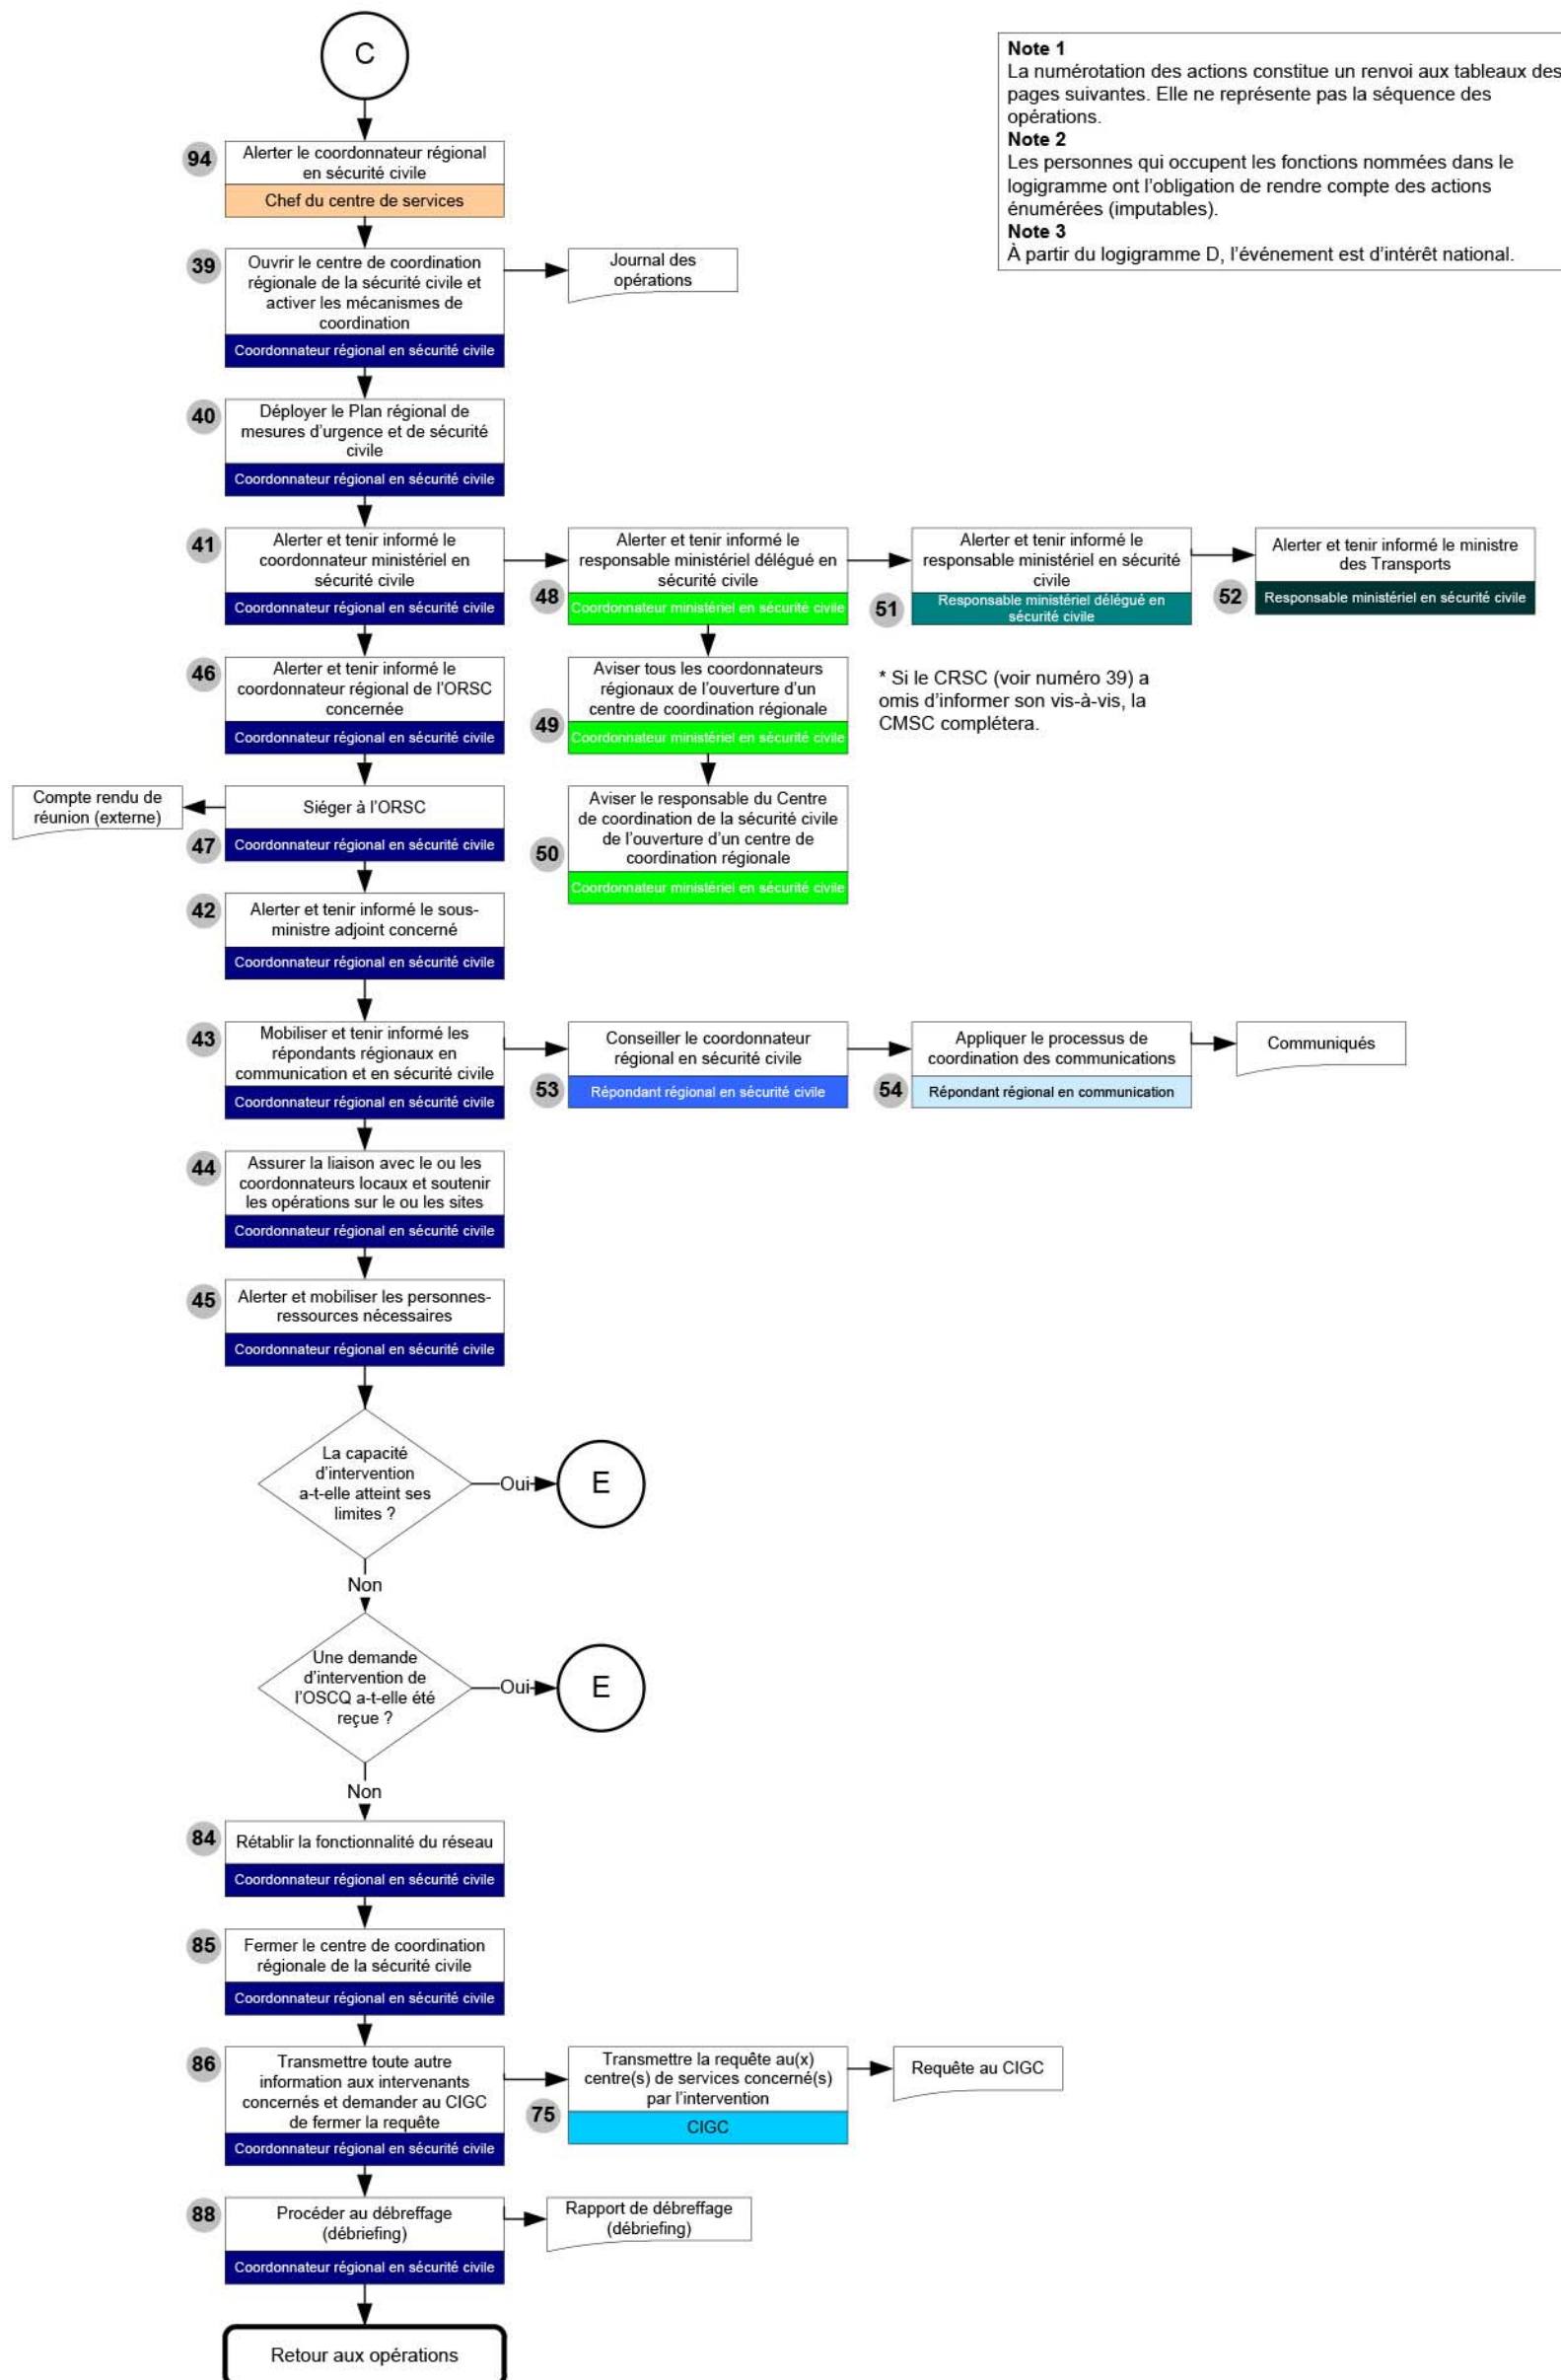 C
Note 1
La numérotation des actions constitue un renvoi aux tableaux des
pages suivantes. Elle ne représente pas la séquence des
opérations.
Note 2
Les personnes qui occupent les fonctions nommées dans le
logigramme ont l'obligation de rendre compte des actions
énumérées (imputables).
Note 3
À partir du logigramme D, l'événement est d'intérêt national.
94
Alerter le coordonnateur régional
en sécurité civile
Chef du centre de services
39
Ouvrir le centre de coordination
régionale de la sécurité civile et
activer les mécanismes de
coordination
Coordonnateur régional en sécurité civile
Journal des
opérations
40
Déployer le Plan régional de
mesures d'urgence et de sécurité
civile
Coordonnateur régional en sécurité civile
41
Alerter et tenir informé le
coordonnateur ministériel en
sécurité civile
Coordonnateur régional en sécurité civile
48
Alerter et tenir informé le
responsable ministériel délégué en
sécurité civile
Coordonnateur ministériel en sécurité civile
51
Alerter et tenir informé le
responsable ministériel en sécurité
civile
Responsable ministériel délégué en
sécurité civile
52
Alerter et tenir informé le ministre
des Transports
Responsable ministériel en sécurité civile
46
Alerter et tenir informé le
coordonnateur régional de l'ORSC
concernée
Coordonnateur régional en sécurité civile
49
Aviser tous les coordonnateurs
régionaux de l'ouverture d'un
centre de coordination régionale
Coordonnateur ministériel en sécurité civile
* Si le CRSC (voir numéro 39) a
omis d'informer son vis-à-vis, la
CMSC complétera.
Compte rendu de
réunion (externe)
47
Siéger à l'ORSC
Coordonnateur régional en sécurité civile
50
Aviser le responsable du Centre
de coordination de la sécurité civile
de l'ouverture d'un centre de
coordination régionale
Coordonnateur ministériel en sécurité civile
42
Alerter et tenir informé le sous-
ministre adjoint concerné
Coordonnateur régional en sécurité civile
43
Mobiliser et tenir informé les
répondants régionaux en
communication et en sécurité civile
Coordonnateur régional en sécurité civile
53
Conseiller le coordonnateur
régional en sécurité civile
Répondant régional en sécurité civile
54
Appliquer le processus de
coordination des communications
Répondant régional en communication
Communiqués
44
Assurer la liaison avec le ou les
coordonnateurs locaux et soutenir
les opérations sur le ou les sites
Coordonnateur régional en sécurité civile
45
Alerter et mobiliser les personnes-
ressources nécessaires
Coordonnateur régional en sécurité civile
La capacité
d'intervention
a-t-elle atteint ses
limites ?
Oui
E
Non
Une demande
d'intervention de
l'OSCQ a-t-elle été
reçue ?
Oui
E
Non
84
Rétablir la fonctionnalité du réseau
Coordonnateur régional en sécurité civile
85
Fermer le centre de coordination
régionale de la sécurité civile
Coordonnateur régional en sécurité civile
86
Transmettre toute autre
information aux intervenants
concernés et demander au CIGC
de fermer la requête
Coordonnateur régional en sécurité civile
75
Transmettre la requête au(x)
centre(s) de services concerné(s)
par l'intervention
CIGC
Requête au CIGC
88
Procéder au débreffage
(débriefing)
Coordonnateur régional en sécurité civile
Rapport de débreffage
(débriefing)
Retour aux opérations